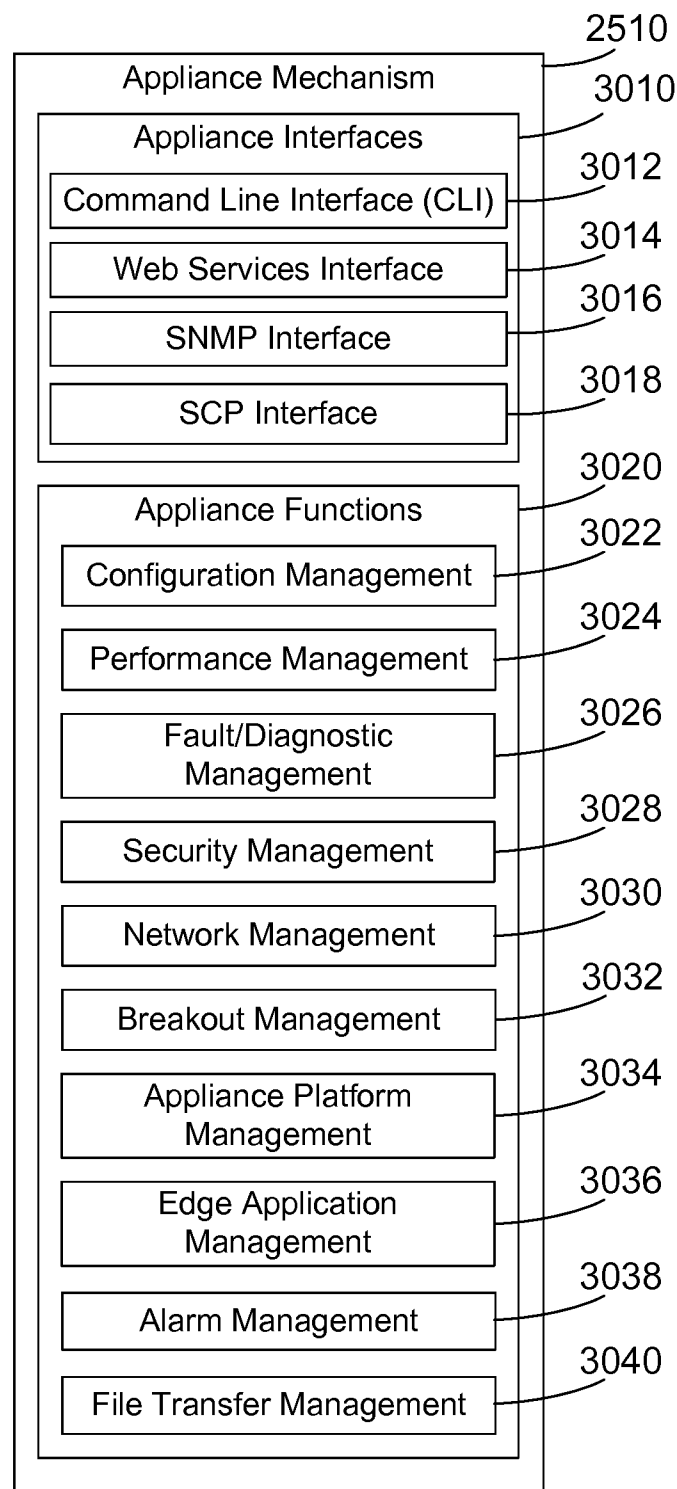 2510
Appliance Mechanism
3010
Appliance Interfaces
3012
Command Line Interface (CLI)
3014
Web Services Interface
3016
SNMP Interface
3018
SCP Interface
3020
Appliance Functions
3022
Configuration Management
3024
Performance Management
3026
Fault/Diagnostic
Management
3028
Security Management
3030
Network Management
3032
Breakout Management
3034
Appliance Platform
Management
3036
Edge Application
Management
3038
Alarm Management
3040
File Transfer Management